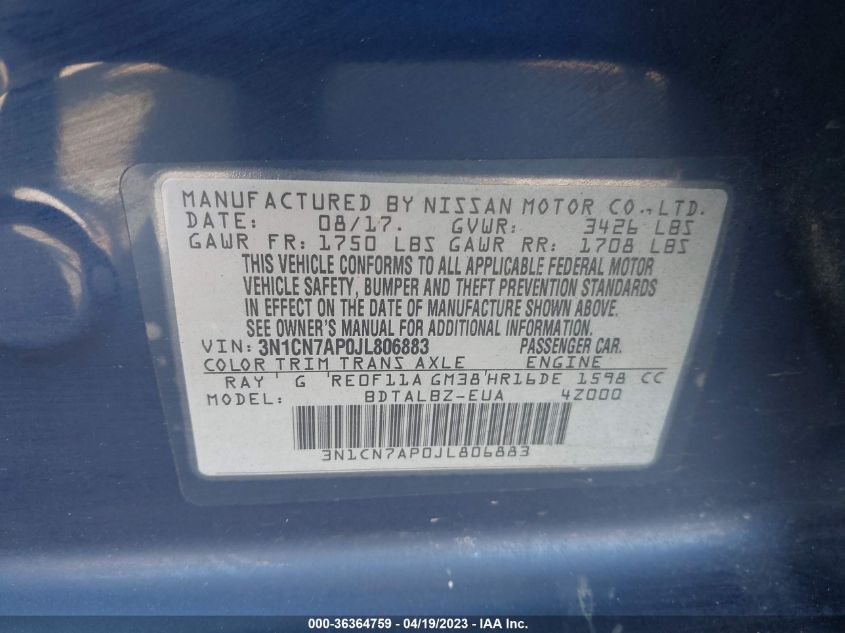 MANUFACTURED BY NISSAN MOTOR CO.,LTD.
DATE: 08/17. GVWR: 3426 LBS
GAWR FR: 1750 LBS GAWR RR: 1708 LBS
THIS VEHICLE CONFORMS TO ALL APPLICABLE FEDERAL MOTOR
VEHICLE SAFETY, BUMPER AND THEFT PREVENTION STANDARDS
IN EFFECT ON THE DATE OF MANUFACTURE SHOWN ABOVE.
SEE OWNER'S MANUAL FOR ADDITIONAL INFORMATION.
VIN: 3N1CN7AP0JL806883 PASSENGER CAR.
COLOR TRIM TRANS AXLE ENGINE
RAY ' G 'RE0F11A GM38'HR16DE 1598 CC
MODEL: BDTALBZ-EUA 4Z000
3N1CN7AP0JL806883
000-36364759 - 04/19/2023 - IAA Inc.